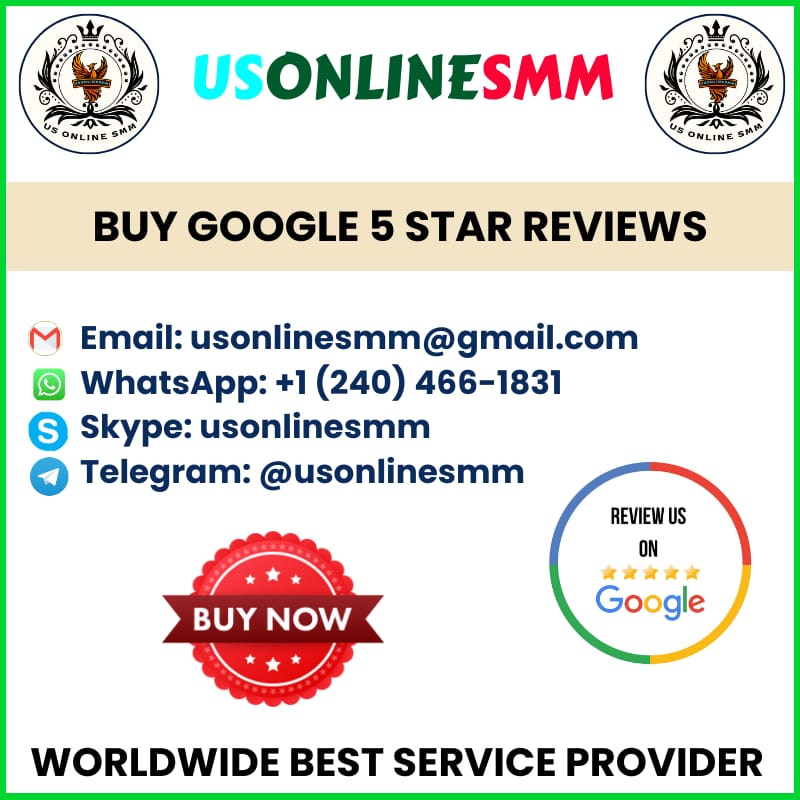 US ONLINE SMM
USONLINESMM
US ONLINE SMM
BUY GOOGLE 5 STAR REVIEWS
Email: usonlinesmm@gmail.com
WhatsApp: +1 (240) 466-1831
Skype: usonlinesmm
Telegram: @usonlinesmm
REVIEW US
ON
Google
BUY NOW
WORLDWIDE BEST SERVICE PROVIDER